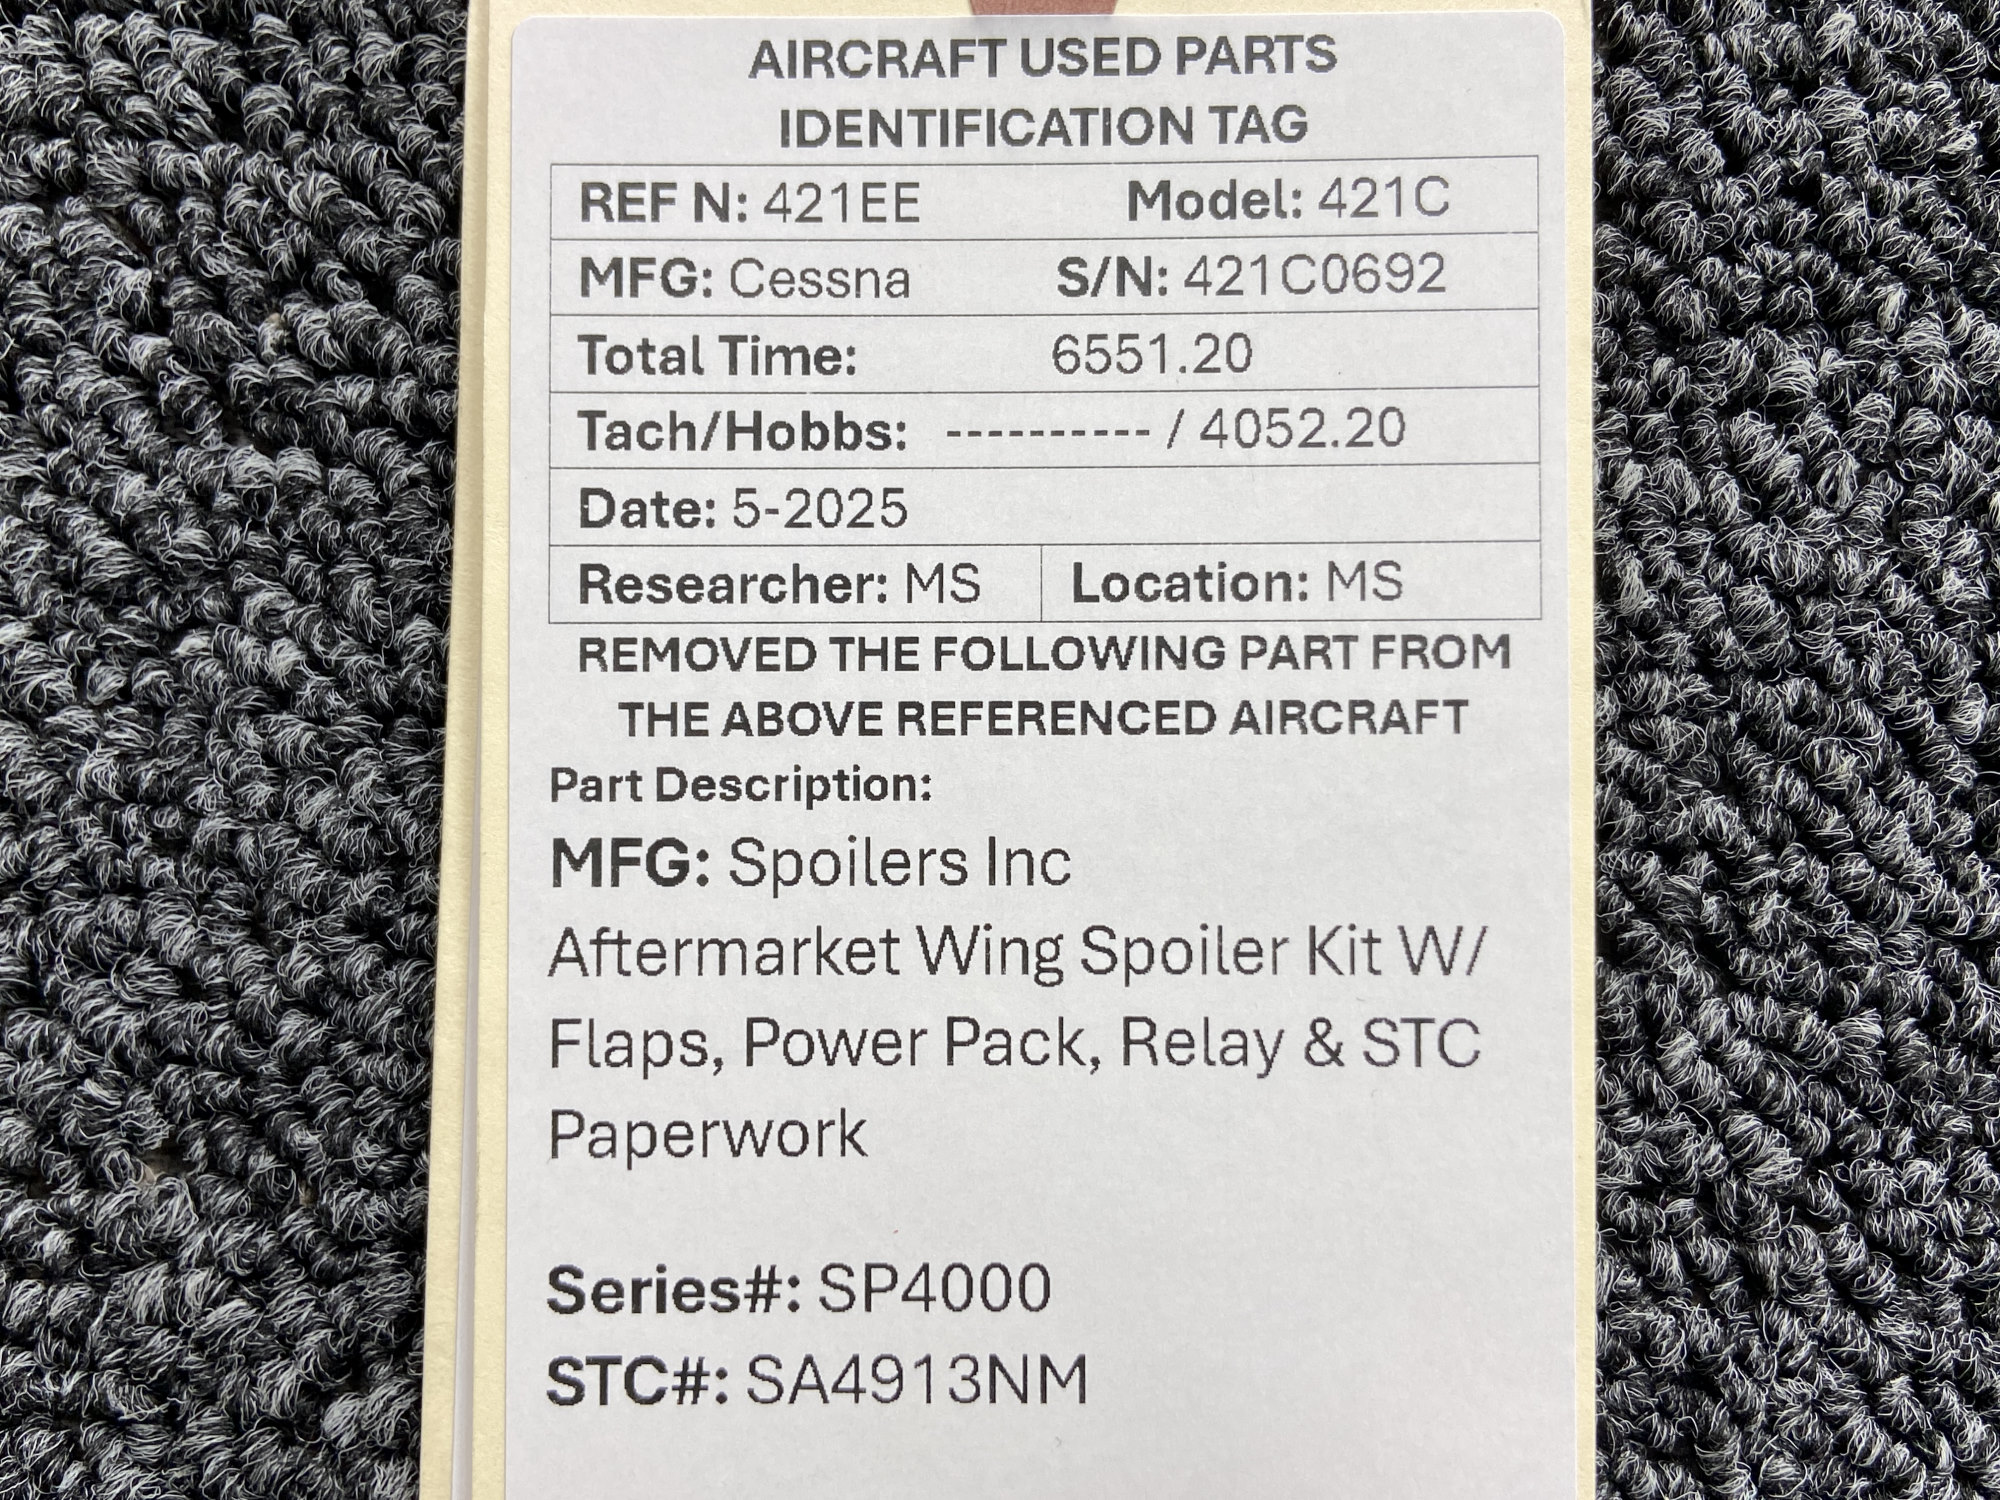 AIRCRAFT USED PARTS
IDENTIFICATION TAG
REF N: 421EE Model: 421C
MFG: Cessna S/N: 421C0692
Total Time: 6551.20
Tach/Hobbs: ---------- / 4052.20
Date: 5-2025
Researcher: MS Location: MS
REMOVED THE FOLLOWING PART FROM
THE ABOVE REFERENCED AIRCRAFT
Part Description:
MFG: Spoilers Inc
Aftermarket Wing Spoiler Kit W/
Flaps, Power Pack, Relay & STC
Paperwork
Series#: SP4000
STC#: SA4913NM